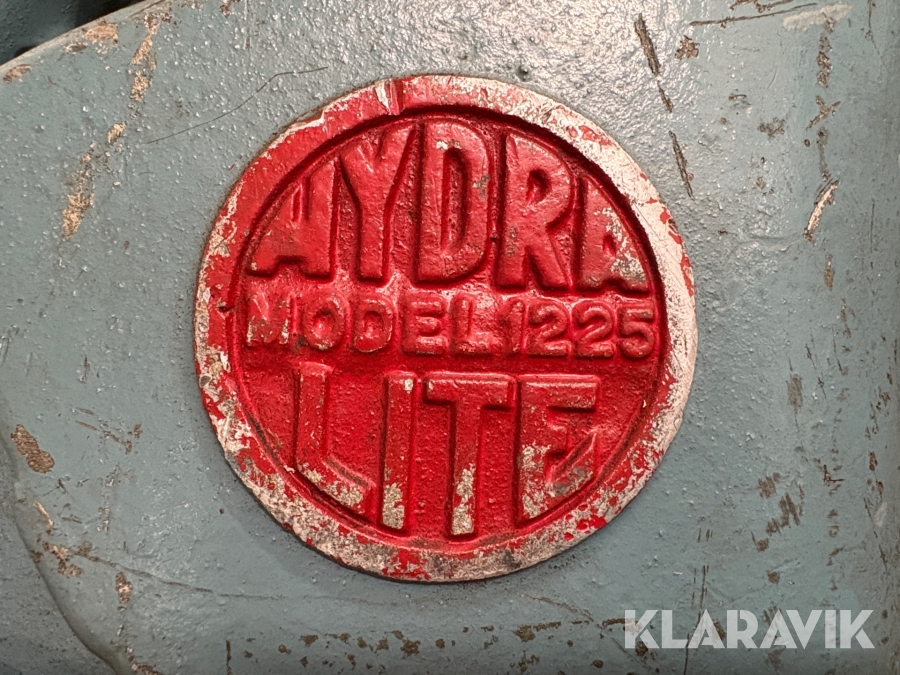 HYDRA
MODEL 1225
LITE
KLARAVIK